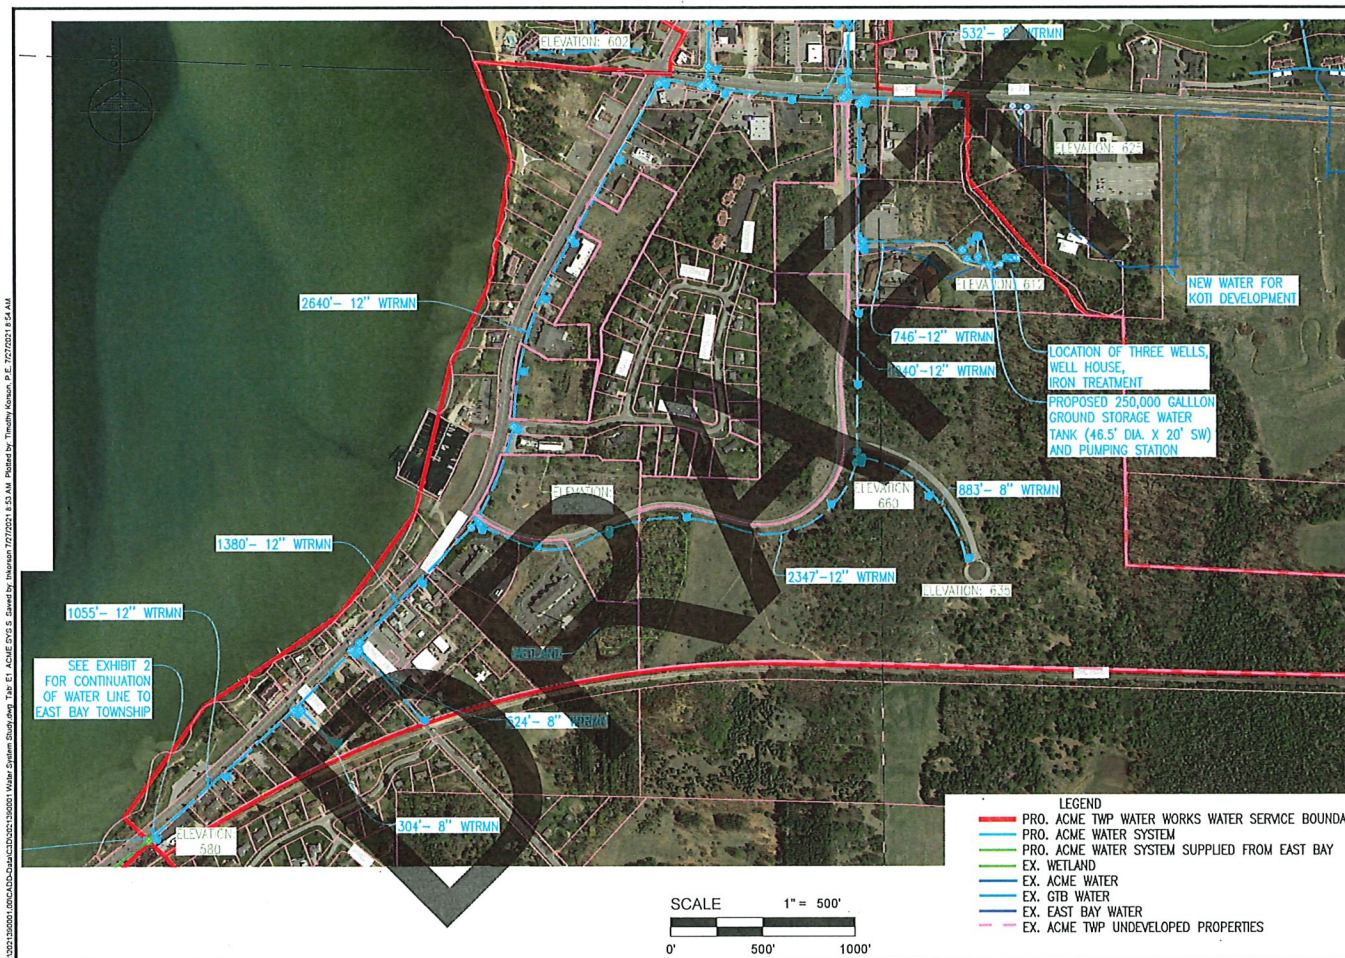 ELEVATION: 602
532'- 8" WTRMN
ELEVATION: 625
2640'- 12" WTRMN
ELEVATION: 612
NEW WATER FOR
KOTI DEVELOPMENT
746'-12" WTRMN
LOCATION OF THREE WELLS,
WELL HOUSE,
IRON TREATMENT
PROPOSED 250,000 GALLLON
GROUND STORAGE WATER
TANK (46.5' DIA. X 20' SW)
AND PUMPING STATION
ELEVATION:
ELEVATION
660
883'- 8" WTRMN
1380'- 12" WTRMN
2347'-12" WTRMN
ELEVATION: 635
1055'- 12" WTRMN
WETLAND
SEE EXHIBIT 2
FOR CONTINUATION
OF WATER LINE TO
EAST BAY TOWNSHIP
304'- 8" WTRMN
ELEVATION
580
DRAFT
LEGEND
PRO. ACME TWP WATER WORKS WATER SERVICE BOUNDA
PRO. ACME WATER SYSTEM
PRO. ACME WATER SYSTEM SUPPLIED FROM EAST BAY
EX. WETLAND
EX. ACME WATER
EX. GTB WATER
EX. EAST BAY WATER
EX. ACME TWP UNDEVELOPED PROPERTIES
SCALE 1" = 500'
0' 500' 1000'